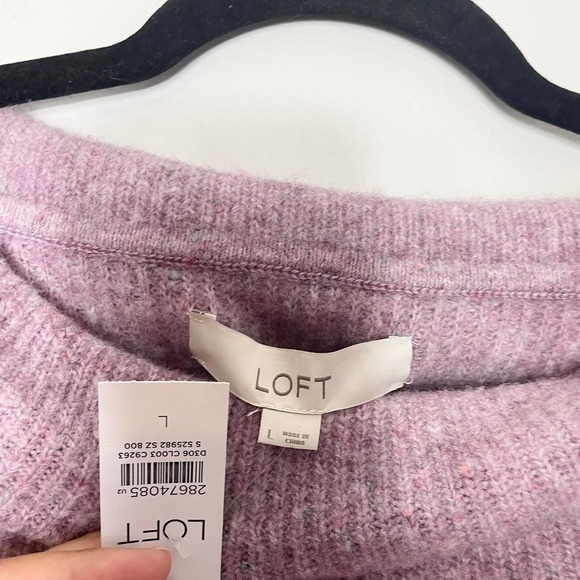 LOFT
L
MADE IN
CHINA
LOFT
28674085 U2
S 525982 SZ 800
D306 CL003 C9263
L